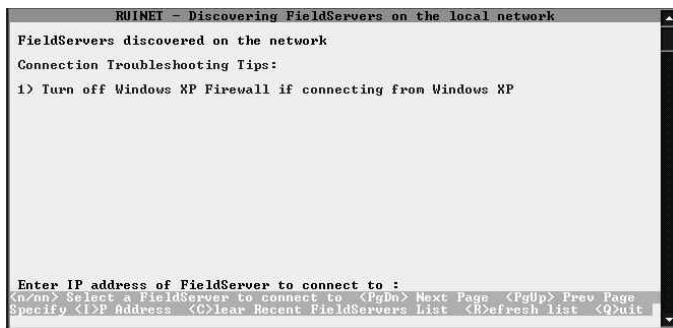 RUINET - Discovering FieldServers on the local network
FieldServers discovered on the network
Connection Troubleshooting Tips:
1) Turn off Windows XP Firewall if connecting from Windows XP
Enter IP address of FieldServer to connect to :
<n/nn> Select a FieldServer to connect to <PgDn> Next Page <PgUp> Prev Page
Specify <I>P Address <C>lear Recent FieldServers List <R>efresh list <Q>uit